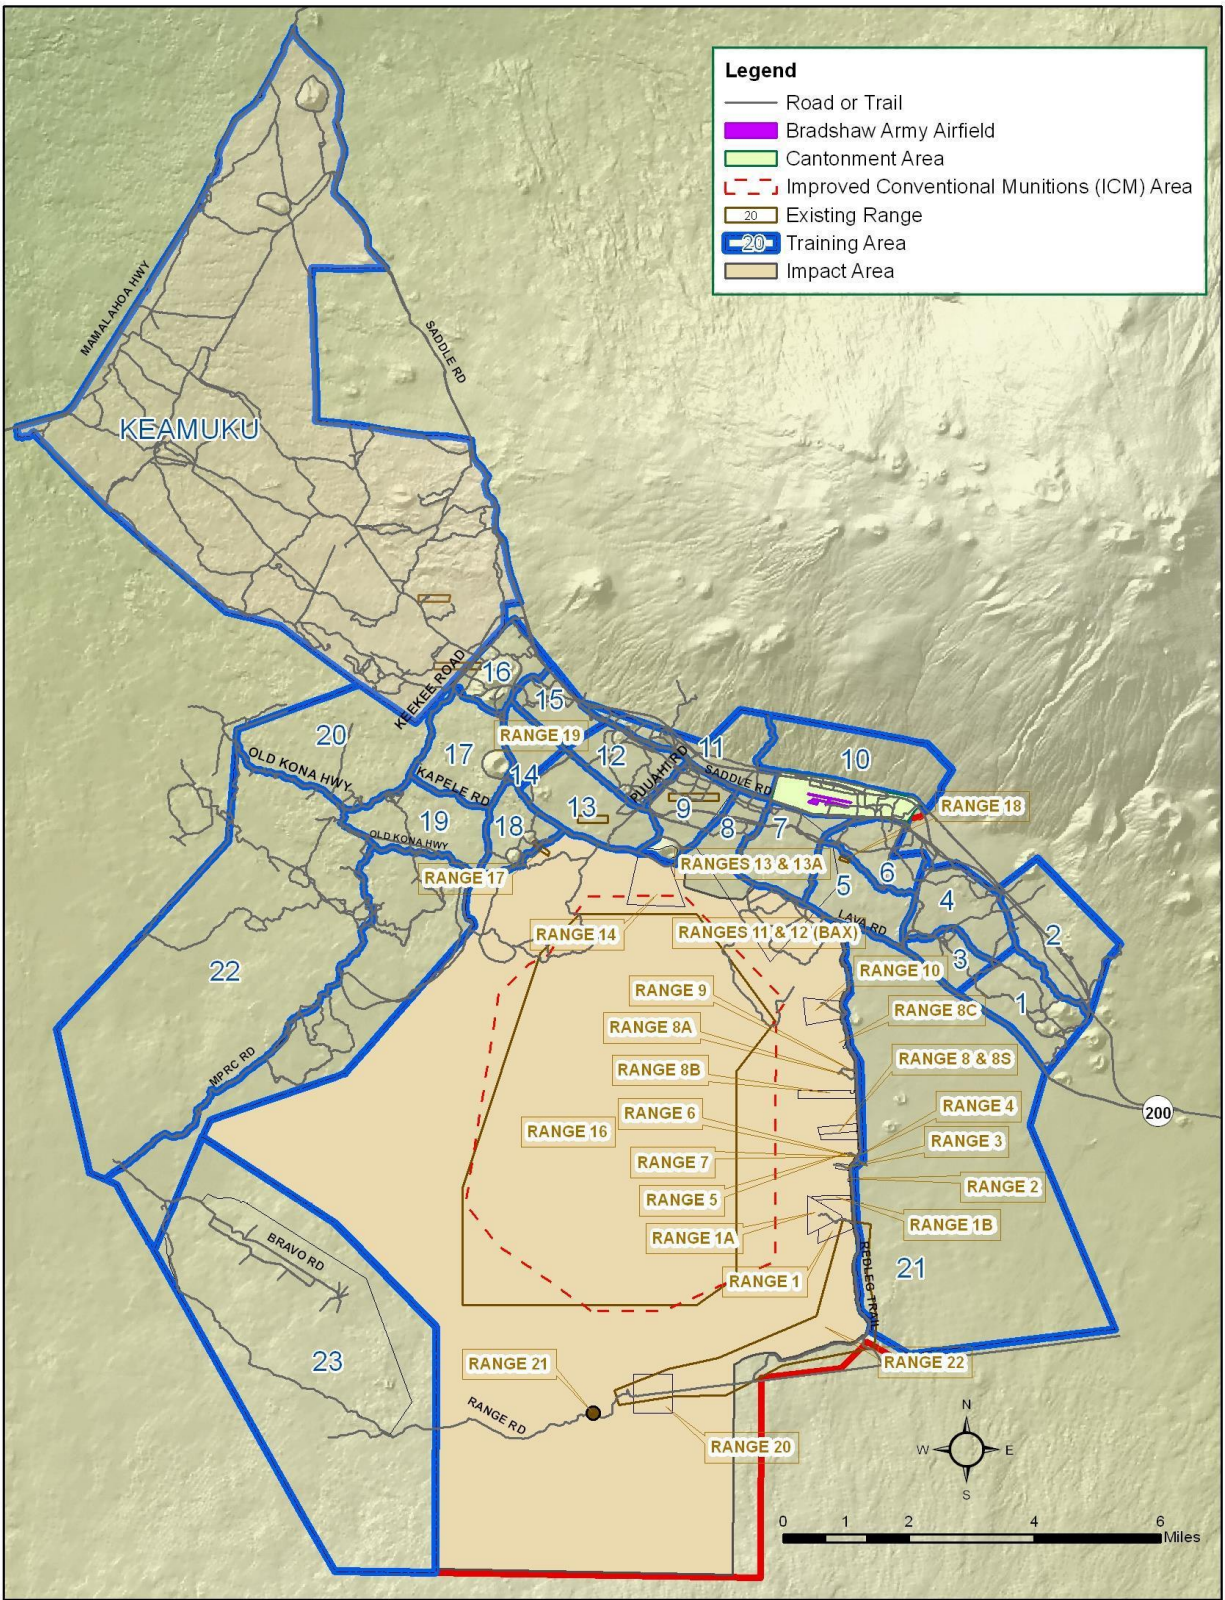 Legend
Road or Trail
Bradshaw Army Airfield
Cantonment Area
Improved Conventional Munitions (ICM) Area
20 Existing Range
20 Training Area
Impact Area
MAMALAHOA HWY
SADDLE RD
KEAMUKU
KEEKEE ROAD
16
15
20
17
RANGE 19
12
11
10
OLD KONA HWY
KAPELE RD
14
PUUAHI RD
SADDLE RD
13
9
8
7
RANGE 18
19
18
OLD KONA HWY
RANGE 17
RANGES 13 & 13A
5
6
4
LAVA RD
RANGE 14
RANGES 11 & 12 (BAX)
2
3
22
RANGE 10
1
RANGE 9
RANGE 8C
RANGE 8A
RANGE 8 & 8S
MPRC RD
RANGE 8B
RANGE 4
RANGE 6
200
RANGE 16
RANGE 3
RANGE 7
RANGE 2
RANGE 5
RANGE 1B
RANGE 1A
BRAVO RD
REDLEG TRAIL
21
RANGE 1
23
RANGE 21
RANGE 22
RANGE RD
RANGE 20
N
W E
S
0 1 2 4 6
Miles